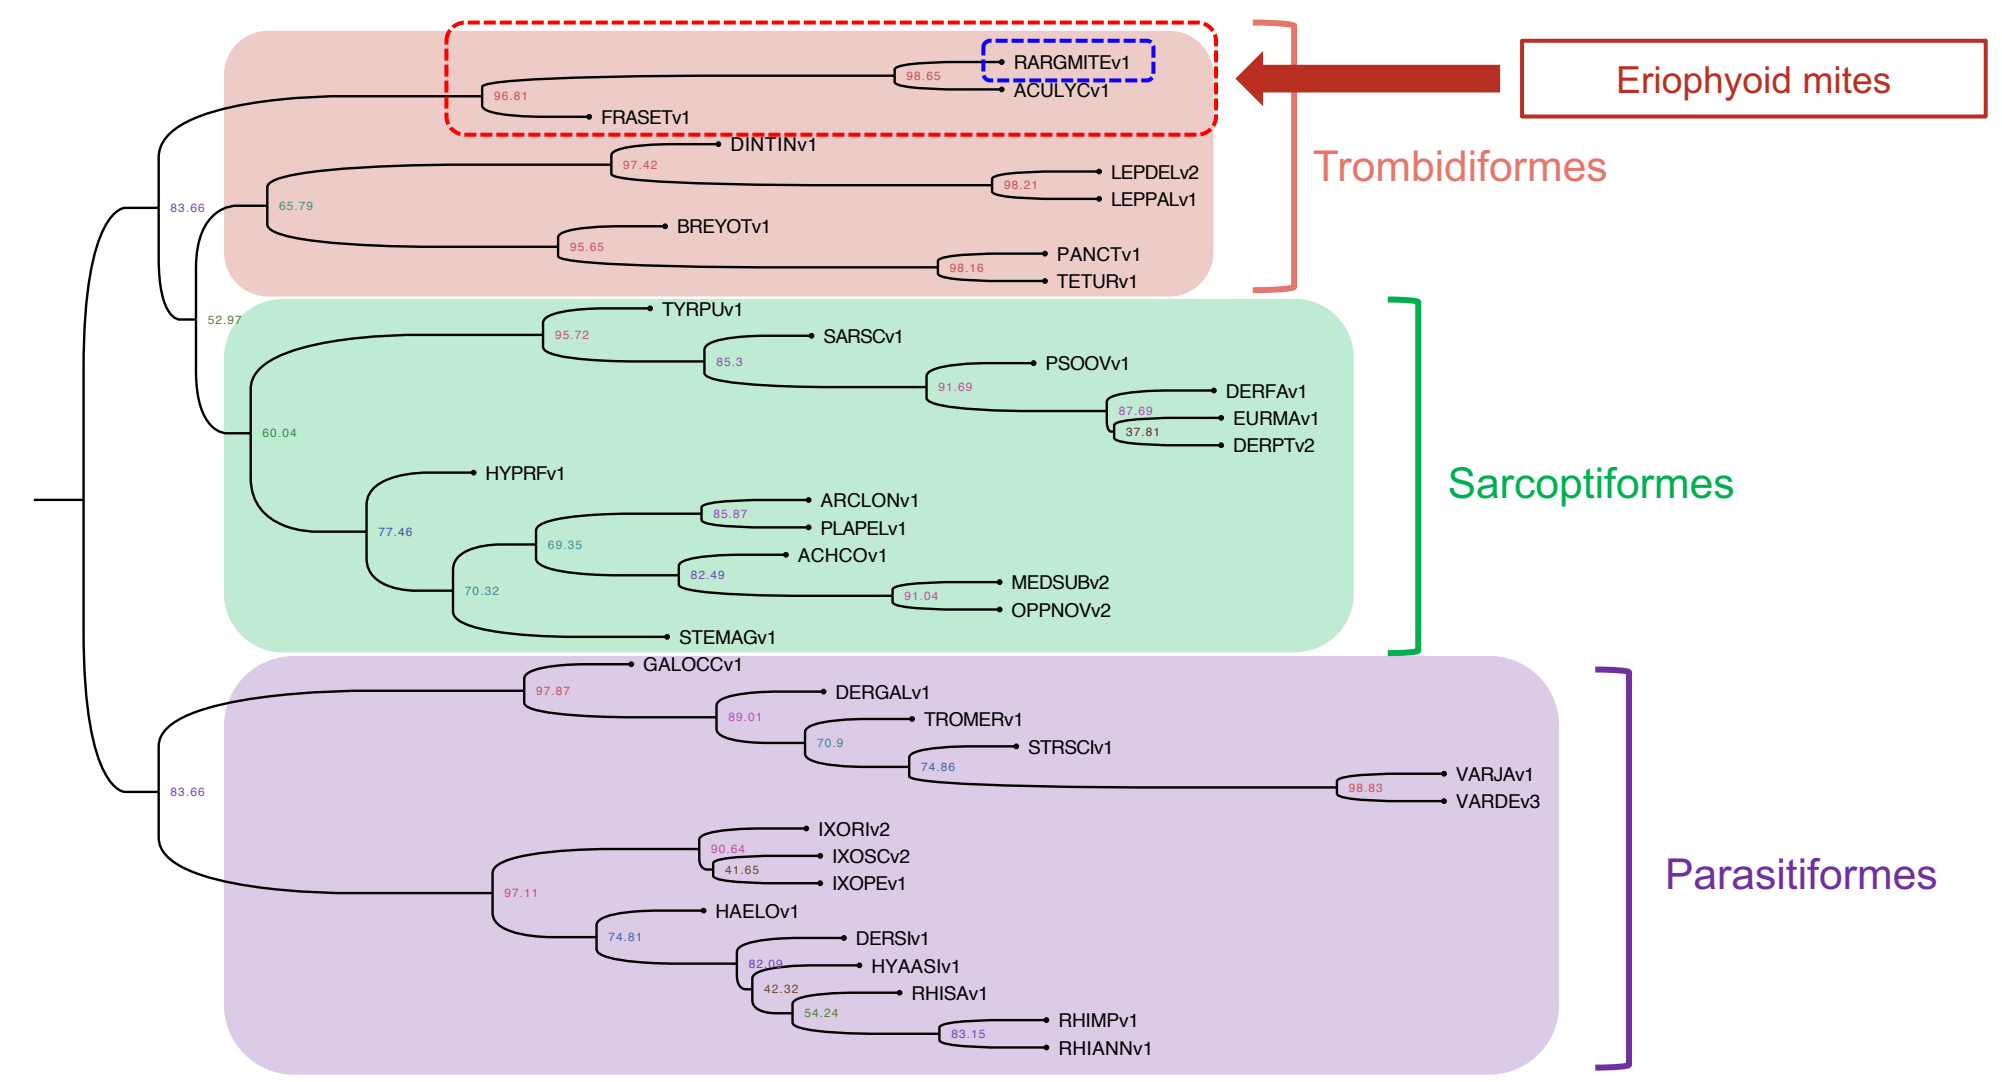 RARGMITEv1
98.65
ACULYCv1
96.81
FRASETv1
Eriophyoid mites
DINTINv1
97.42
LEPDELv2
98.21
LEPPALv1
Trombidiformes
83.66
65.79
BREYOTv1
95.65
PANCTv1
98.16
TETURv1
52.97
TYRPUv1
95.72
SARSCv1
85.3
PSOOVv1
91.69
DERFAv1
87.69
EURMAv1
37.81
DERPTv2
60.04
HYPRFv1
Sarcoptiformes
ARCLONv1
85.87
PLAPELv1
77.46
69.35
ACHCOv1
82.49
MEDSUBv2
91.04
OPPNOVv2
70.32
STEMAGv1
GALOCCv1
97.87
DERGALv1
89.01
TROMERv1
70.9
STRSCIv1
74.86
VARJAv1
98.83
VARDEv3
83.66
IXORIv2
90.64
IXOSCv2
41.65
IXOPEv1
Parasitiformes
97.11
HAELOv1
74.81
DERSIv1
82.09
HYAASIv1
42.32
RHISAv1
54.24
RHIMPv1
83.15
RHIANNv1